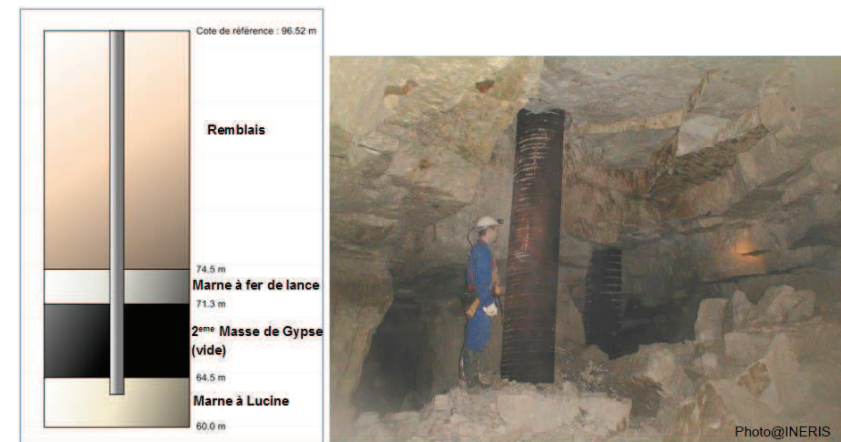 Cote de référence : 96.52 m
Remblais
74.5 m
Marne à fer de lance
71.3 m
2eme Masse de Gypse
(vide)
64.5 m
Marne à Lucine
60.0 m
Photo@INERIS